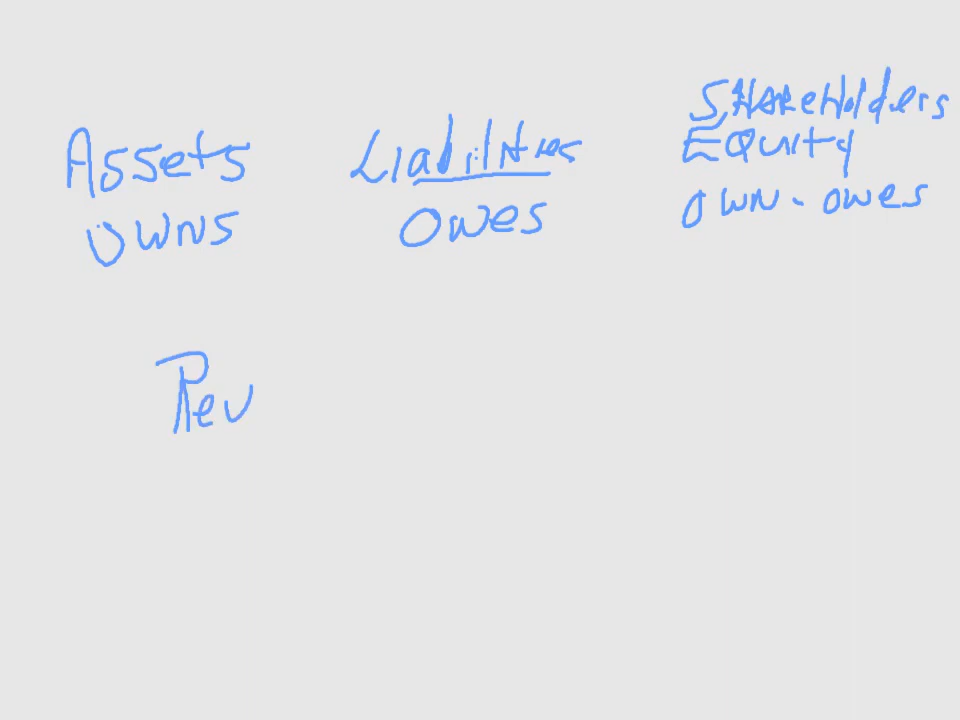 Assets Liabilities SHAREHolders
EQuity
OWNS Owes OWN - owes
Rev